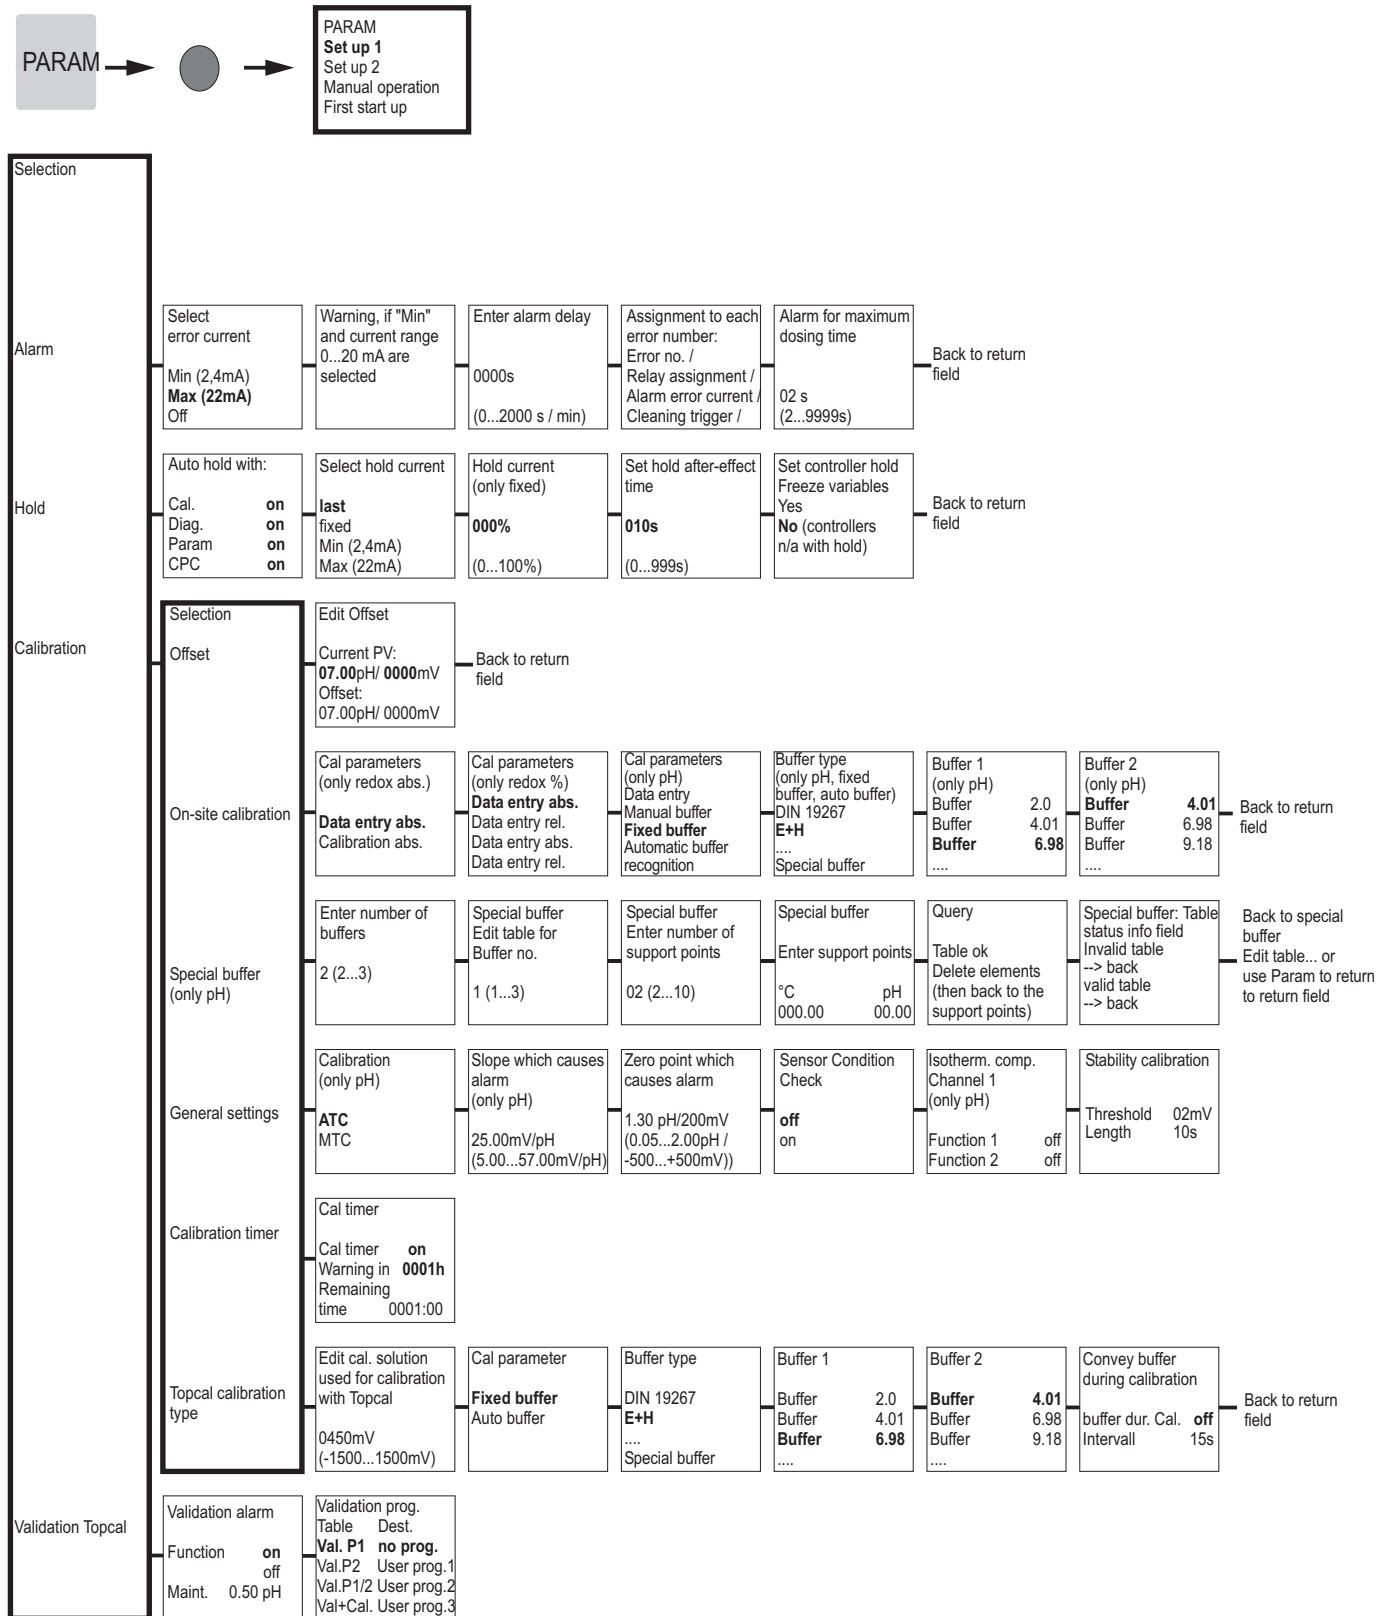 PARAM
PARAM
Set up 1
Set up 2
Manual operation
First start up
Selection
Alarm
Select
error current
Min (2,4mA)
Max (22mA)
Off
Warning, if "Min"
and current range
0...20 mA are
selected
Enter alarm delay
0000s
(0...2000 s / min)
Assignment to each
error number:
Error no. /
Relay assignment /
Alarm error current /
Cleaning trigger /
Alarm for maximum
dosing time
02 s
(2...9999s)
Back to return
field
Hold
Auto hold with:
Cal. on
Diag. on
Param on
CPC on
Select hold current
last
fixed
Min (2,4mA)
Max (22mA)
Hold current
(only fixed)
000%
(0...100%)
Set hold after-effect
time
010s
(0...999s)
Set controller hold
Freeze variables
Yes
No (controllers
n/a with hold)
Back to return
field
Calibration
Selection
Offset
Edit Offset
Current PV:
07.00pH/ 0000mV
Offset:
07.00pH/ 0000mV
Back to return
field
On-site calibration
Cal parameters
(only redox abs.)
Data entry abs.
Calibration abs.
Cal parameters
(only redox %)
Data entry abs.
Data entry rel.
Data entry abs.
Data entry rel.
Cal parameters
(only pH)
Data entry
Manual buffer
Fixed buffer
Automatic buffer
recognition
Buffer type
(only pH, fixed
buffer, auto buffer)
DIN 19267
E+H
....
Special buffer
Buffer 1
(only pH)
Buffer 2.0
Buffer 4.01
Buffer 6.98
....
Buffer 2
(only pH)
Buffer 4.01
Buffer 6.98
Buffer 9.18
....
Back to return
field
Special buffer
(only pH)
Enter number of
buffers
2 (2...3)
Special buffer
Edit table for
Buffer no.
1 (1...3)
Special buffer
Enter number of
support points
02 (2...10)
Special buffer
Enter support points
°C pH
000.00 00.00
Query
Table ok
Delete elements
(then back to the
support points)
Special buffer: Table
status info field
Invalid table
--> back
valid table
--> back
Back to special
buffer
Edit table... or
use Param to return
to return field
General settings
Calibration
(only pH)
ATC
MTC
Slope which causes
alarm
(only pH)
25.00mV/pH
(5.00...57.00mV/pH)
Zero point which
causes alarm
1.30 pH/200mV
(0.05...2.00pH /
-500...+500mV))
Sensor Condition
Check
off
on
Isotherm. comp.
Channel 1
(only pH)
Function 1 off
Function 2 off
Stability calibration
Threshold 02mV
Length 10s
Calibration timer
Cal timer
Cal timer on
Warning in 0001h
Remaining
time 0001:00
Topcal calibration
type
Edit cal. solution
used for calibration
with Topcal
0450mV
(-1500...1500mV)
Cal parameter
Fixed buffer
Auto buffer
Buffer type
DIN 19267
E+H
....
Special buffer
Buffer 1
Buffer 2.0
Buffer 4.01
Buffer 6.98
....
Buffer 2
Buffer 4.01
Buffer 6.98
Buffer 9.18
....
Convey buffer
during calibration
buffer dur. Cal. off
Intervall 15s
Back to return
field
Validation Topcal
Validation alarm
Function on
off
Maint. 0.50 pH
Validation prog.
Table Dest.
Val. P1 no prog.
Val.P2 User prog.1
Val.P1/2 User prog.2
Val+Cal. User prog.3